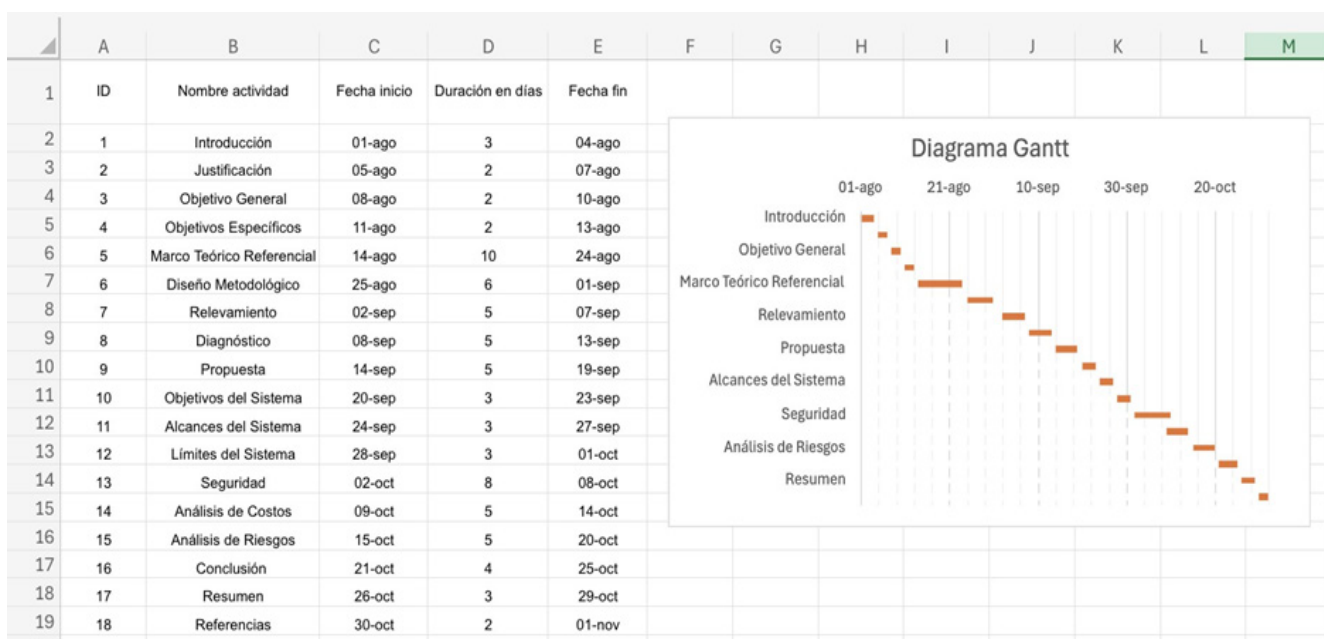 A B C D E F G H I J K L M
1 ID Nombre actividad Fecha inicio Duración en días Fecha fin
2 1 Introducción 01-ago 3 04-ago
3 2 Justificación 05-ago 2 07-ago
4 3 Objetivo General 08-ago 2 10-ago
5 4 Objetivos Específicos 11-ago 2 13-ago
6 5 Marco Teórico Referencial 14-ago 10 24-ago
7 6 Diseño Metodológico 25-ago 6 01-sep
8 7 Relevamiento 02-sep 5 07-sep
9 8 Diagnóstico 08-sep 5 13-sep
10 9 Propuesta 14-sep 5 19-sep
11 10 Objetivos del Sistema 20-sep 3 23-sep
12 11 Alcances del Sistema 24-sep 3 27-sep
13 12 Límites del Sistema 28-sep 3 01-oct
14 13 Seguridad 02-oct 8 08-oct
15 14 Análisis de Costos 09-oct 5 14-oct
16 15 Análisis de Riesgos 15-oct 5 20-oct
17 16 Conclusión 21-oct 4 25-oct
18 17 Resumen 26-oct 3 29-oct
19 18 Referencias 30-oct 2 01-nov
Diagrama Gantt
01-ago 21-ago 10-sep 30-sep 20-oct
Introducción
Objetivo General
Marco Teórico Referencial
Relevamiento
Propuesta
Alcances del Sistema
Seguridad
Análisis de Riesgos
Resumen